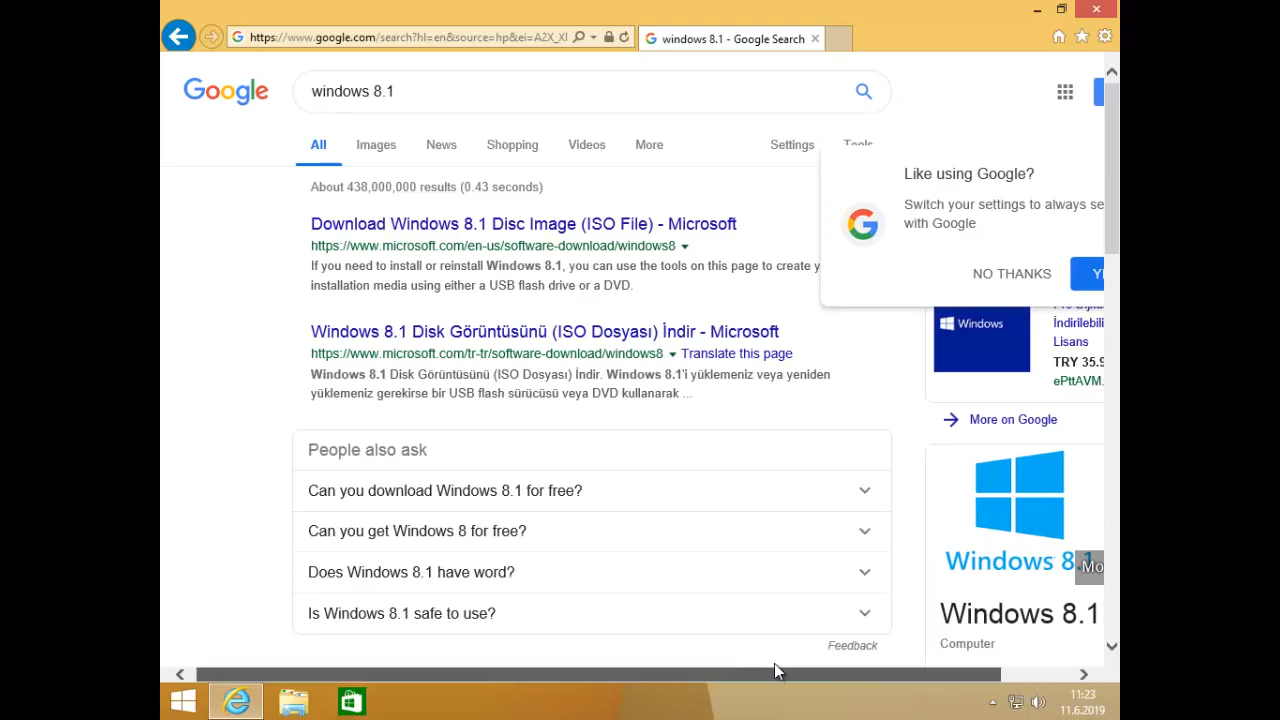 https://www.google.com/search?hl=en&source=hp&ei=A2X_Xl
windows 8.1 - Google Search
Google
windows 8.1
All Images News Shopping Videos More Settings Tools
About 438,000,000 results (0.43 seconds)
Download Windows 8.1 Disc Image (ISO File) - Microsoft
https://www.microsoft.com/en-us/software-download/windows8
If you need to install or reinstall Windows 8.1, you can use the tools on this page to create y
installation media using either a USB flash drive or a DVD.
Windows 8.1 Disk Görüntüsünü (ISO Dosyası) İndir - Microsoft
https://www.microsoft.com/tr-tr/software-download/windows8 Translate this page
Windows 8.1 Disk Görüntüsünü (ISO Dosyası) İndir. Windows 8.1'i yüklemeniz veya yeniden
yüklemeniz gerekirse bir USB flash sürücüsü veya DVD kullanarak ...
People also ask
Can you download Windows 8.1 for free?
Can you get Windows 8 for free?
Does Windows 8.1 have word?
Is Windows 8.1 safe to use?
Feedback
Like using Google?
Switch your settings to always se
with Google
NO THANKS
Windows
İndirilebili
Lisans
TRY 35.9
ePttAVM.
More on Google
Windows 8.1
Mo
Windows 8.1
Computer
11:23
11.6.2019